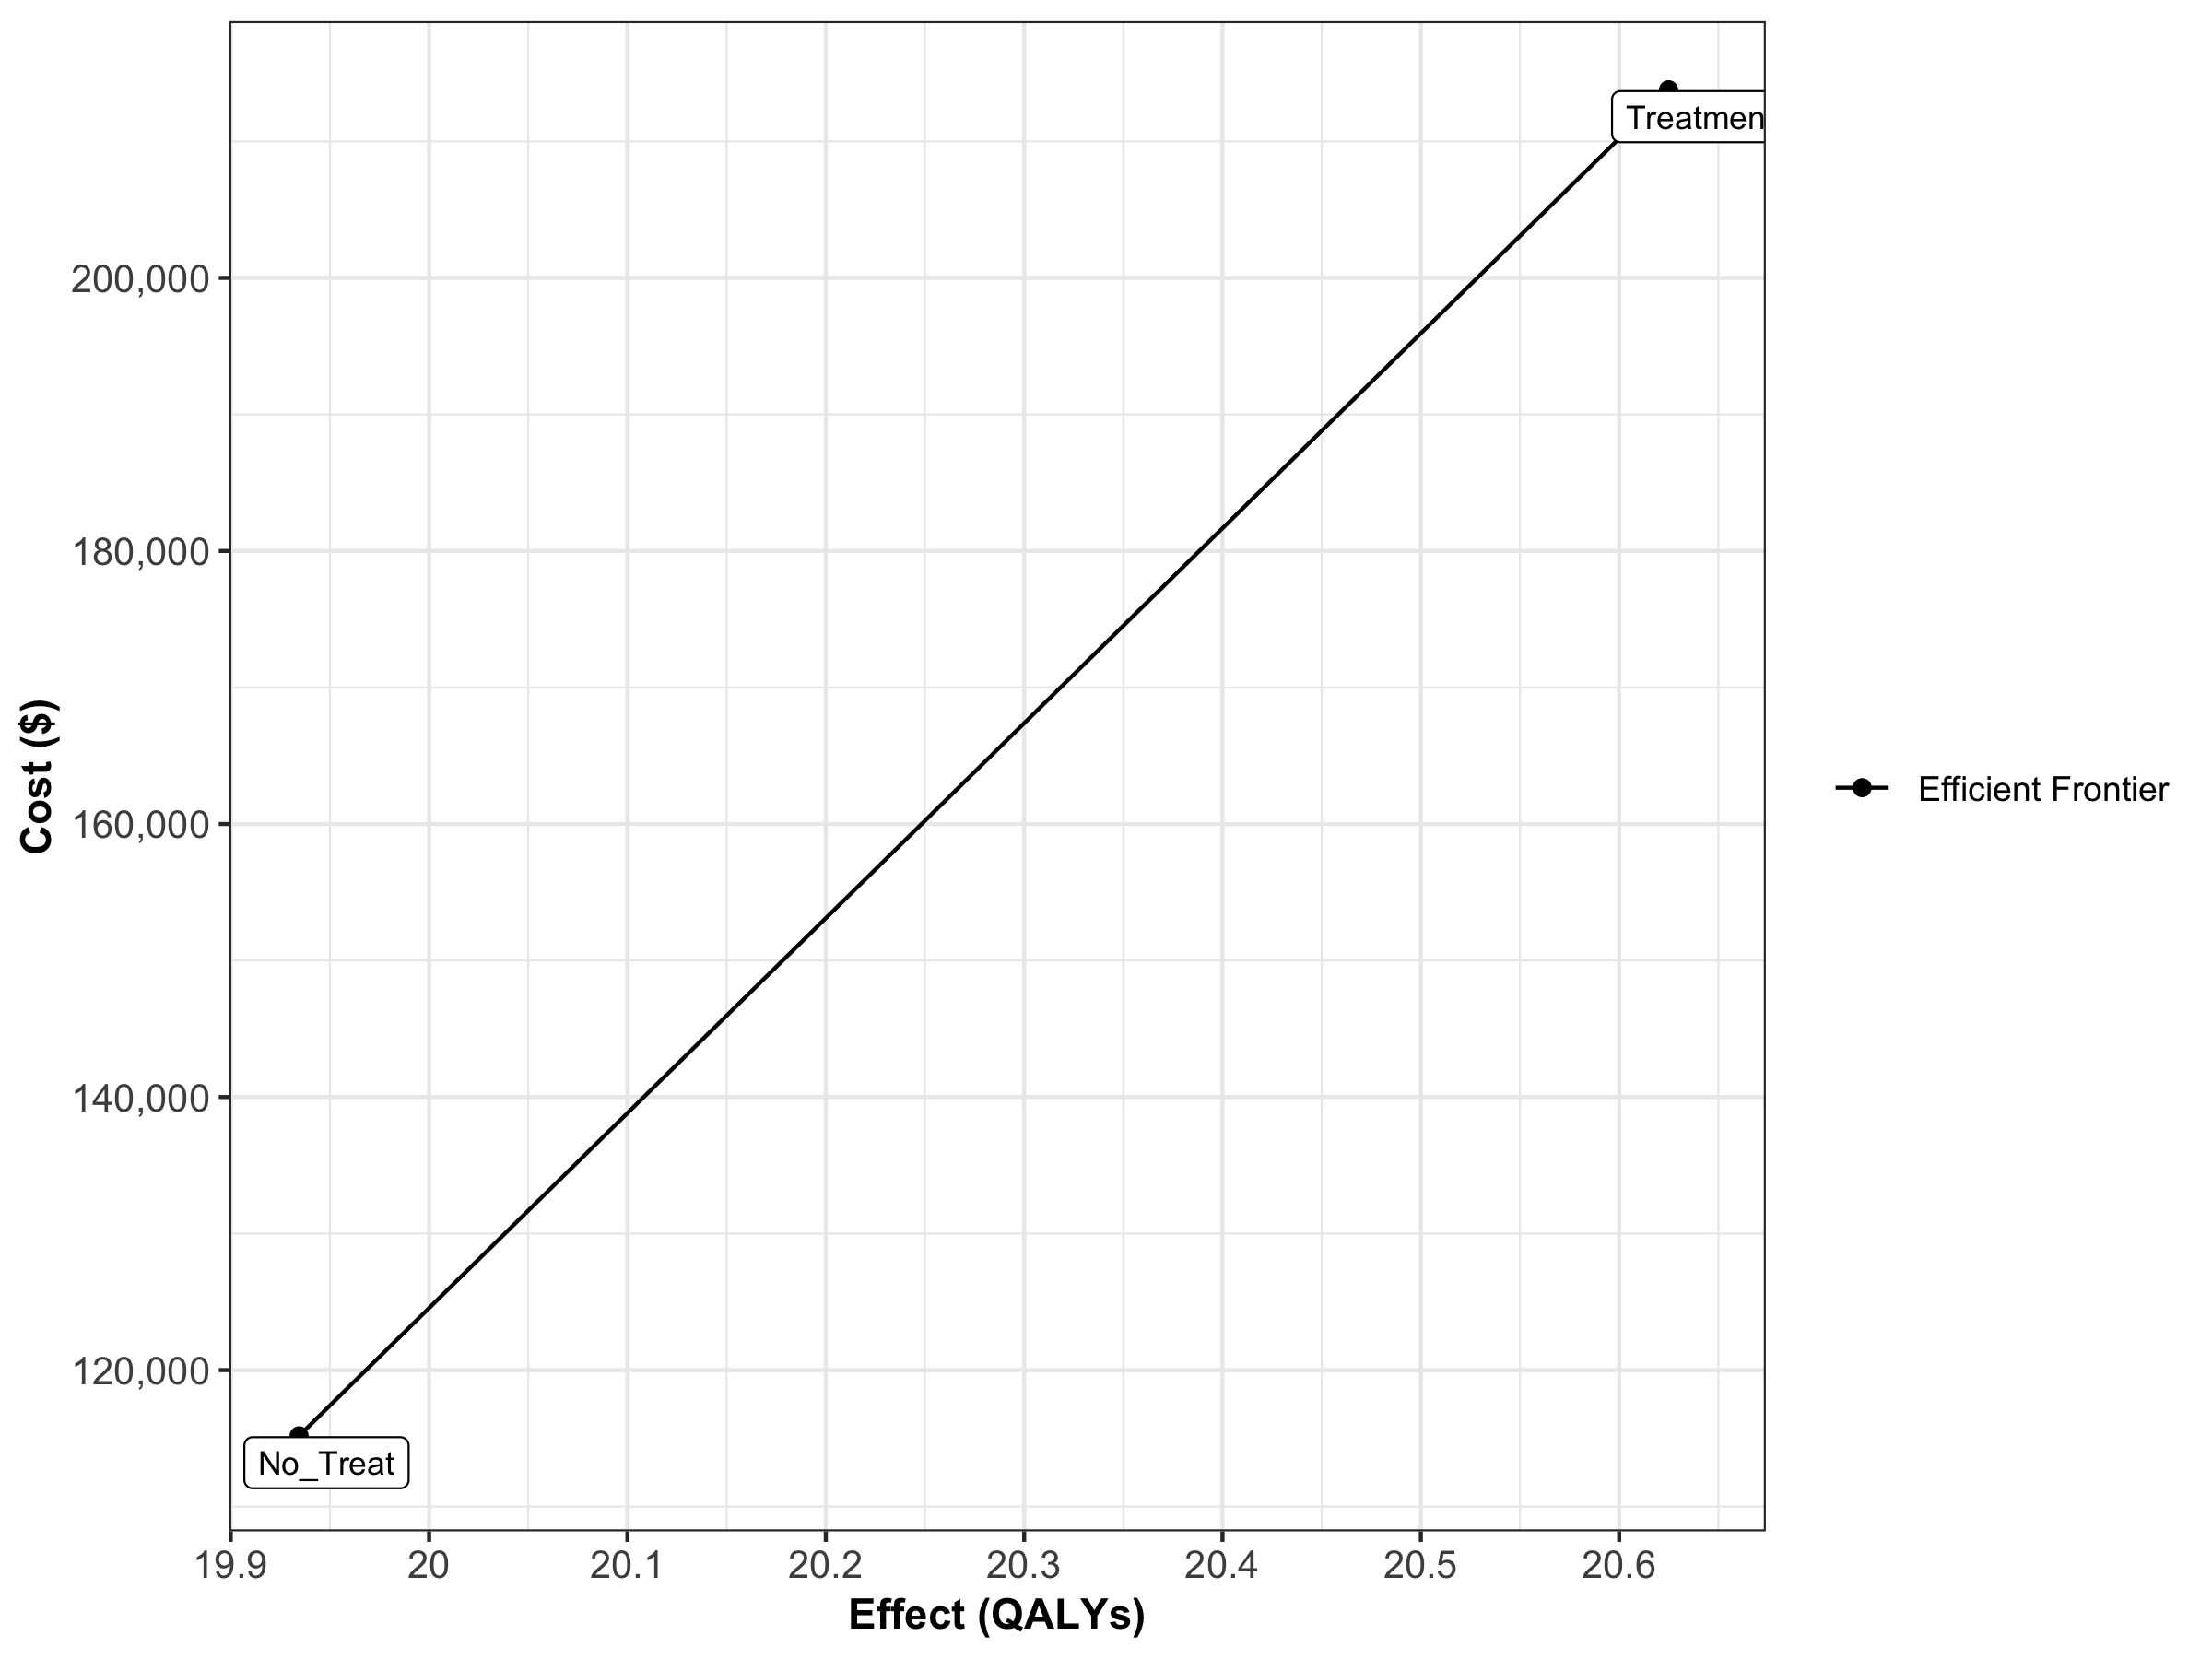 Treatmen
200,000
180,000
160,000
140,000
120,000
Cost ($)
Efficient Frontier
No_Treat
19.9 20 20.1 20.2 20.3 20.4 20.5 20.6
Effect (QALYs)